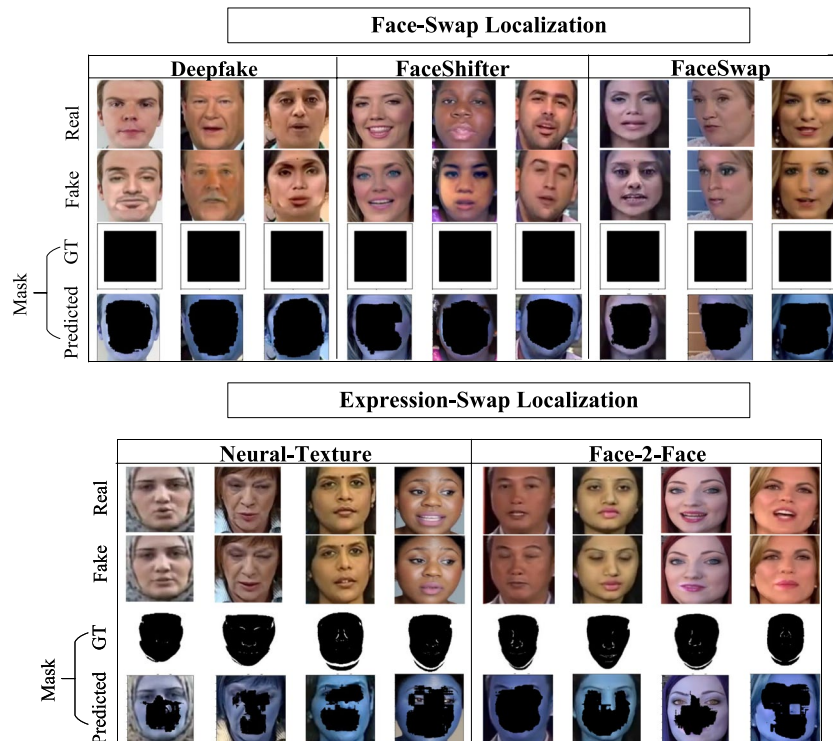 Face-Swap Localization
Deepfake FaceShifter FaceSwap
Real
Fake
Mask
GT
Predicted
Expression-Swap Localization
Neural-Texture Face-2-Face
Real
Fake
Mask
GT
Predicted